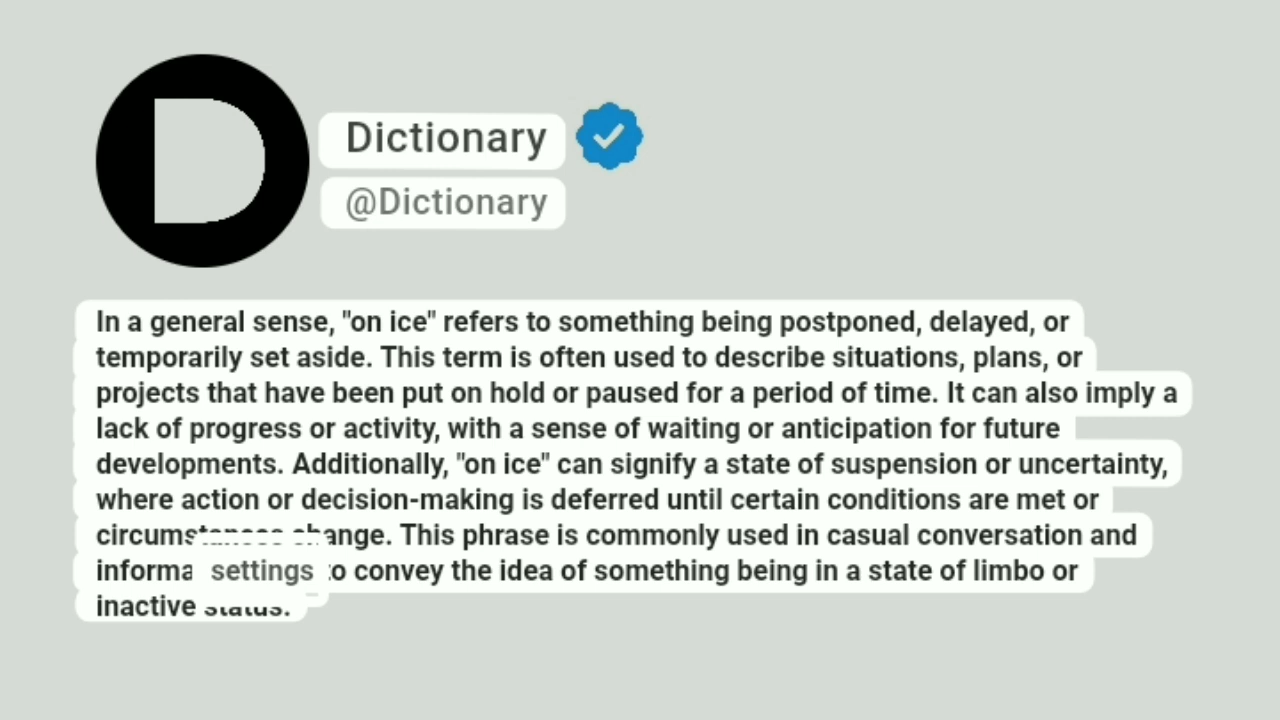 D
Dictionary
@Dictionary
In a general sense, "on ice" refers to something being postponed, delayed, or
temporarily set aside. This term is often used to describe situations, plans, or
projects that have been put on hold or paused for a period of time. It can also imply a
lack of progress or activity, with a sense of waiting or anticipation for future
developments. Additionally, "on ice" can signify a state of suspension or uncertainty,
where action or decision-making is deferred until certain conditions are met or
circumstances change. This phrase is commonly used in casual conversation and
informa settings to convey the idea of something being in a state of limbo or
inactive status.